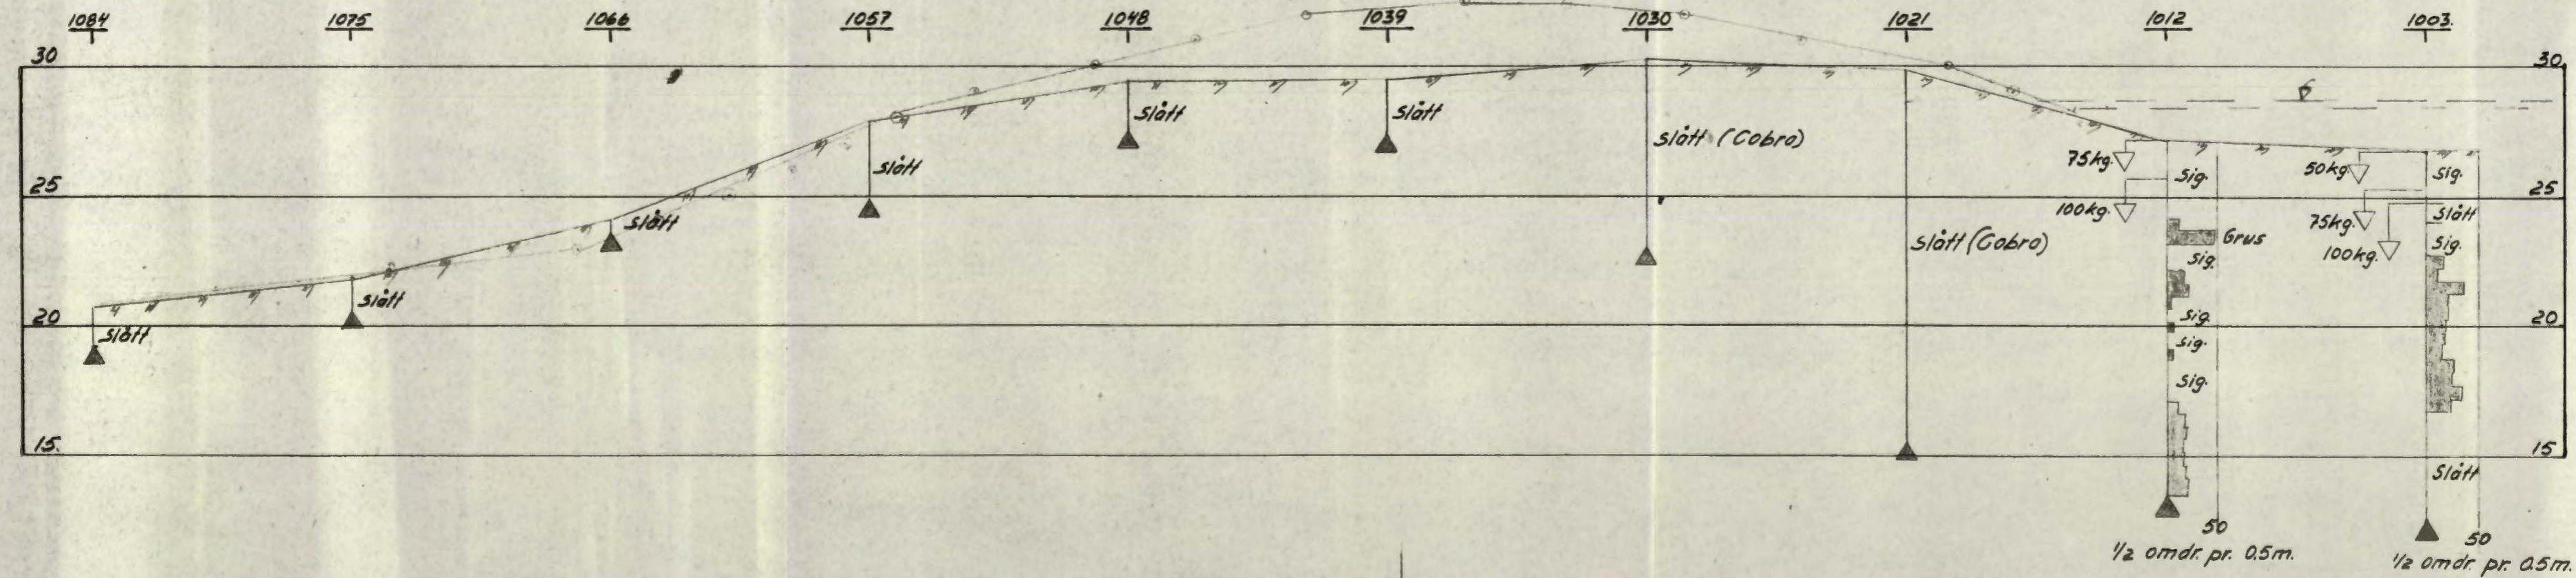 1084 1075 1066 1057 1048 1039 1030 1021 1012 1003.
30 30
Slått Slått
Slått (Cobra)
75kg. 50kg
Slått Sig. Sig.
25 25
100kg. Slått
Slått 75kg.
Slått (Cobra) Grus Sig.
Sig. 100kg.
Slått
20 Sig. 20
Slått Sig.
Sig.
15. 15
Slått
50 50
1/2 omdr. pr. 0.5m. 1/2 omdr. pr. 0.5m.